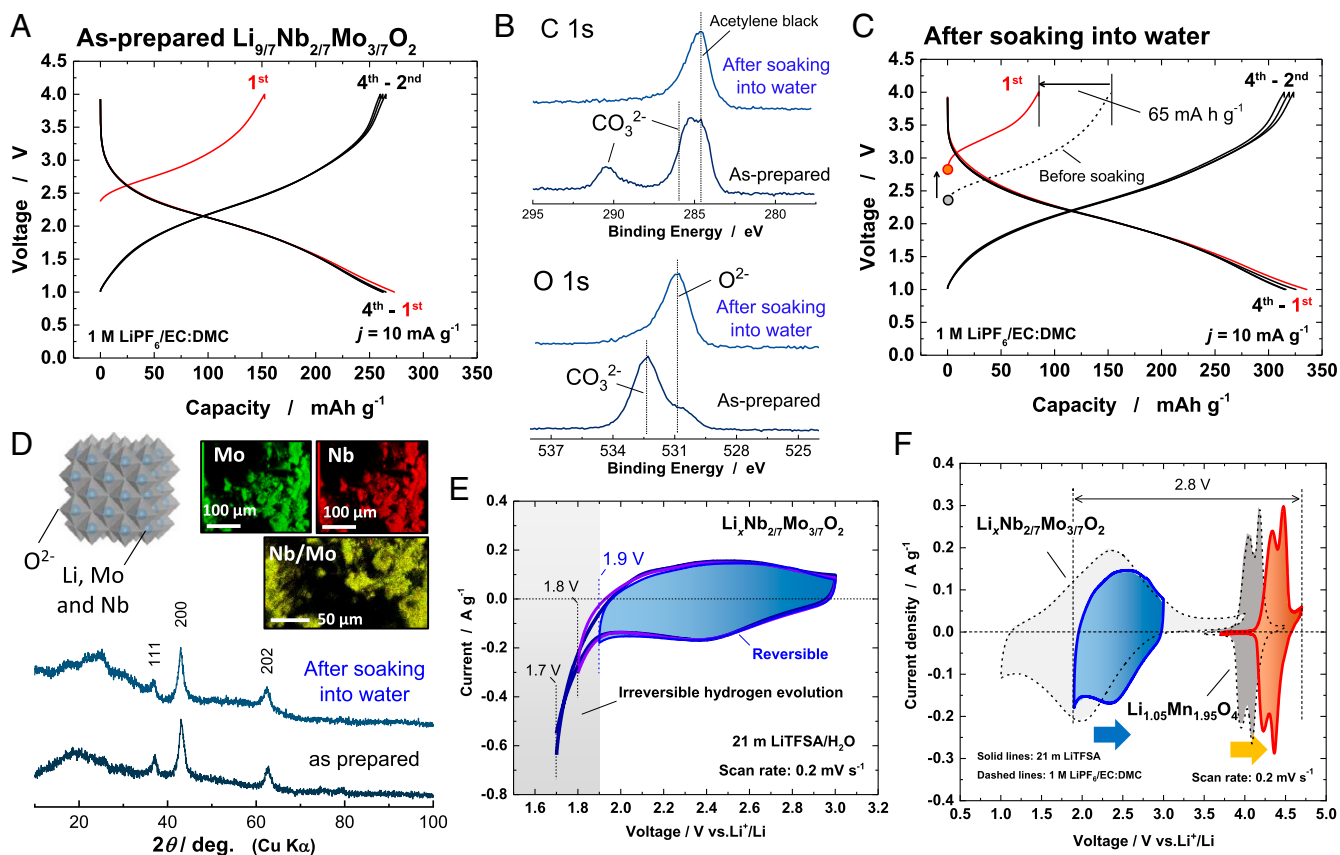 A
As-prepared Li9/7Nb2/7Mo3/7O2
4.5
4.0
3.5
3.0
2.5
2.0
1.5
1.0
0.5
0.0
Voltage / V
1st
4th - 2nd
4th - 1st
1 M LiPF6/EC:DMC
j = 10 mA g-1
0 50 100 150 200 250 300 350
Capacity / mAh g-1
B
C 1s
Acetylene black
After soaking
into water
CO3 2-
As-prepared
295 290 285 280
Binding Energy / eV
O 1s
O2-
After soaking
into water
CO3 2-
As-prepared
537 534 531 528 525
Binding Energy / eV
C
After soaking into water
4.5
4.0
3.5
3.0
2.5
2.0
1.5
1.0
0.5
0.0
Voltage / V
1st
4th - 2nd
65 mA h g-1
Before soaking
4th - 1st
1 M LiPF6/EC:DMC
j = 10 mA g-1
0 50 100 150 200 250 300 350
Capacity / mAh g-1
D
O2-
Li, Mo
and Nb
Mo
100 µm
Nb
100 µm
Nb/Mo
50 µm
111
200
202
After soaking
into water
as prepared
20 40 60 80 100
2θ / deg. (Cu Kα)
E
0.4
0.2
0.0
-0.2
-0.4
-0.6
-0.8
Current / A g-1
LixNb2/7Mo3/7O2
1.9 V
1.8 V
1.7 V
Reversible
Irreversible hydrogen evolution
21 m LiTFSA/H2O
Scan rate: 0.2 mV s-1
1.6 1.8 2.0 2.2 2.4 2.6 2.8 3.0 3.2
Voltage / V vs.Li+/Li
F
0.4
0.3
0.2
0.1
0.0
-0.1
-0.2
-0.3
-0.4
Current density / A g-1
2.8 V
LixNb2/7Mo3/7O2
Li1.05Mn1.95O4
Solid lines: 21 m LiTFSA
Dashed lines: 1 M LiPF6/EC:DMC
Scan rate: 0.2 mV s-1
0.5 1.0 1.5 2.0 2.5 3.0 3.5 4.0 4.5 5.0
Voltage / V vs.Li+/Li